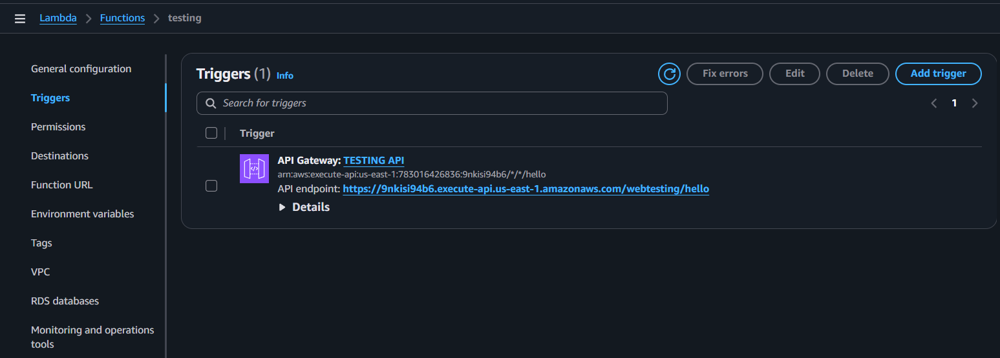 Lambda > Functions > testing
General configuration
Triggers
Permissions
Destinations
Function URL
Environment variables
Tags
VPC
RDS databases
Monitoring and operations
tools
Triggers (1) Info
Fix errors
Edit
Delete
Add trigger
Search for triggers
1
Trigger
API Gateway: TESTING API
arn:aws:execute-api:us-east-1:783016426836:9nkisi94b6/*/*/hello
API endpoint: https://9nkisi94b6.execute-api.us-east-1.amazonaws.com/webtesting/hello
Details